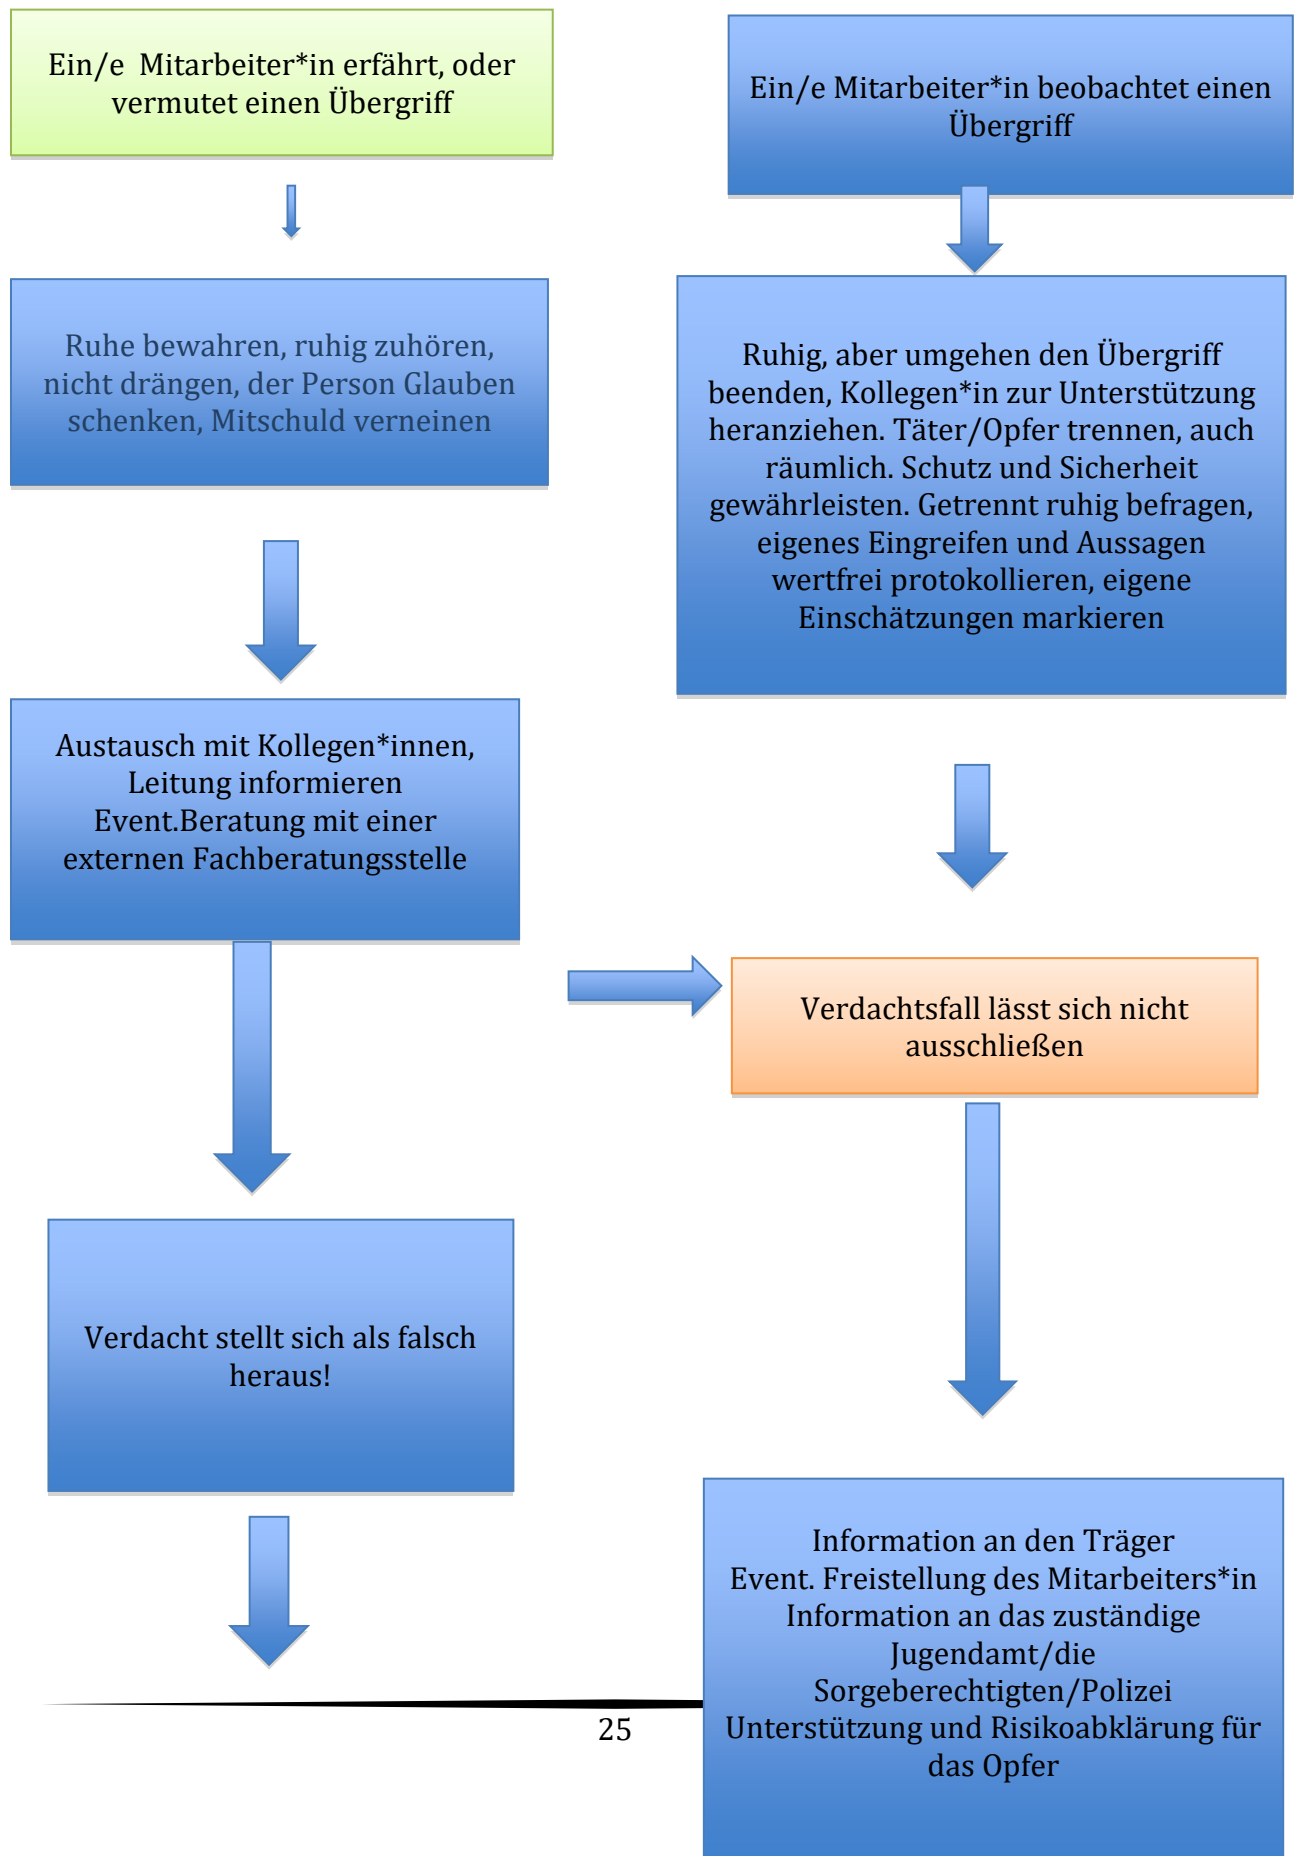 Ein/e Mitarbeiter*in erfährt, oder
vermutet einen Übergriff
Ein/e Mitarbeiter*in beobachtet einen
Übergriff
Ruhe bewahren, ruhig zuhören,
nicht drängen, der Person Glauben
schenken, Mitschuld verneinen
Ruhig, aber umgehen den Übergriff
beenden, Kollegen*in zur Unterstützung
heranziehen. Täter/Opfer trennen, auch
räumlich. Schutz und Sicherheit
gewährleisten. Getrennt ruhig befragen,
eigenes Eingreifen und Aussagen
wertfrei protokollieren, eigene
Einschätzungen markieren
Austausch mit Kollegen*innen,
Leitung informieren
Event.Beratung mit einer
externen Fachberatungsstelle
Verdachtsfall lässt sich nicht
ausschließen
Verdacht stellt sich als falsch
heraus!
Information an den Träger
Event. Freistellung des Mitarbeiters*in
Information an das zuständige
Jugendamt/die
Sorgeberechtigten/Polizei
Unterstützung und Risikoabklärung für
das Opfer
25